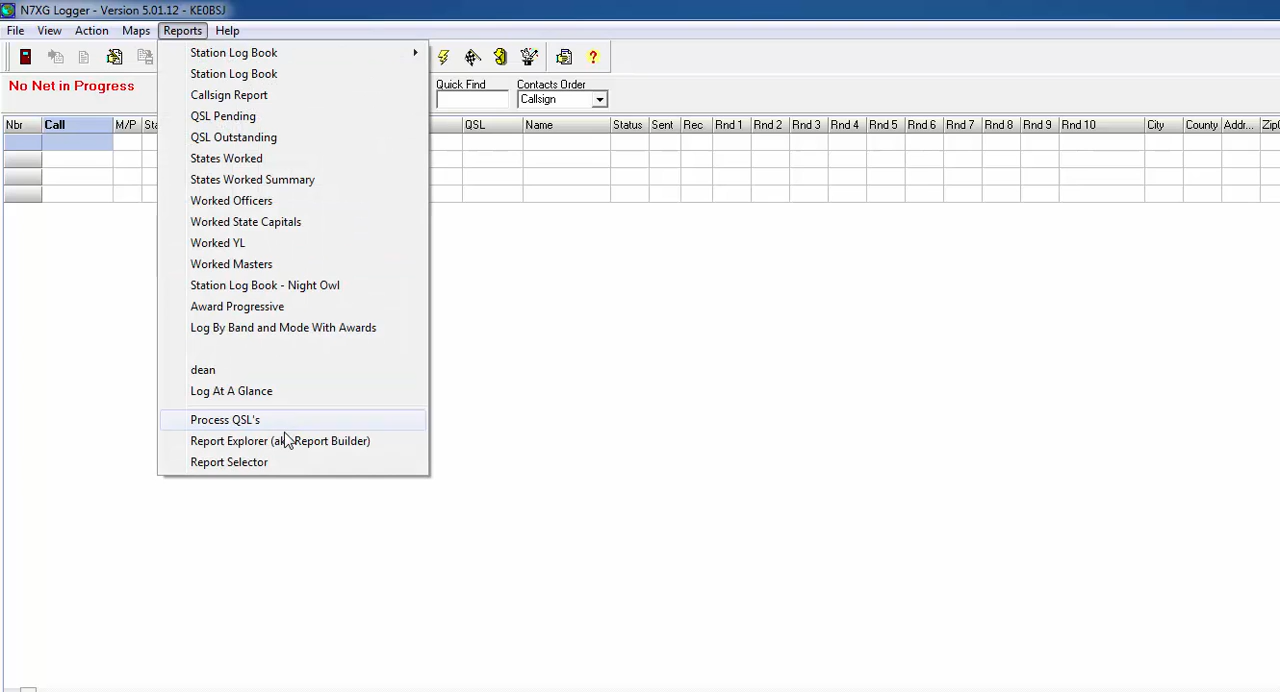 N7XG Logger - Version 5.01.12 - KE0BSJ
File View Action Maps Reports Help
No Net in Progress
Quick Find Contacts Order
Callsign
Nbr Call M/P QSL Name Status Sent Rec Rnd 1 Rnd 2 Rnd 3 Rnd 4 Rnd 5 Rnd 6 Rnd 7 Rnd 8 Rnd 9 Rnd 10 City County Addr...
Station Log Book
Station Log Book
Callsign Report
QSL Pending
QSL Outstanding
States Worked
States Worked Summary
Worked Officers
Worked State Capitals
Worked YL
Worked Masters
Station Log Book - Night Owl
Award Progressive
Log By Band and Mode With Awards
dean
Log At A Glance
Process QSL's
Report Explorer (aka Report Builder)
Report Selector